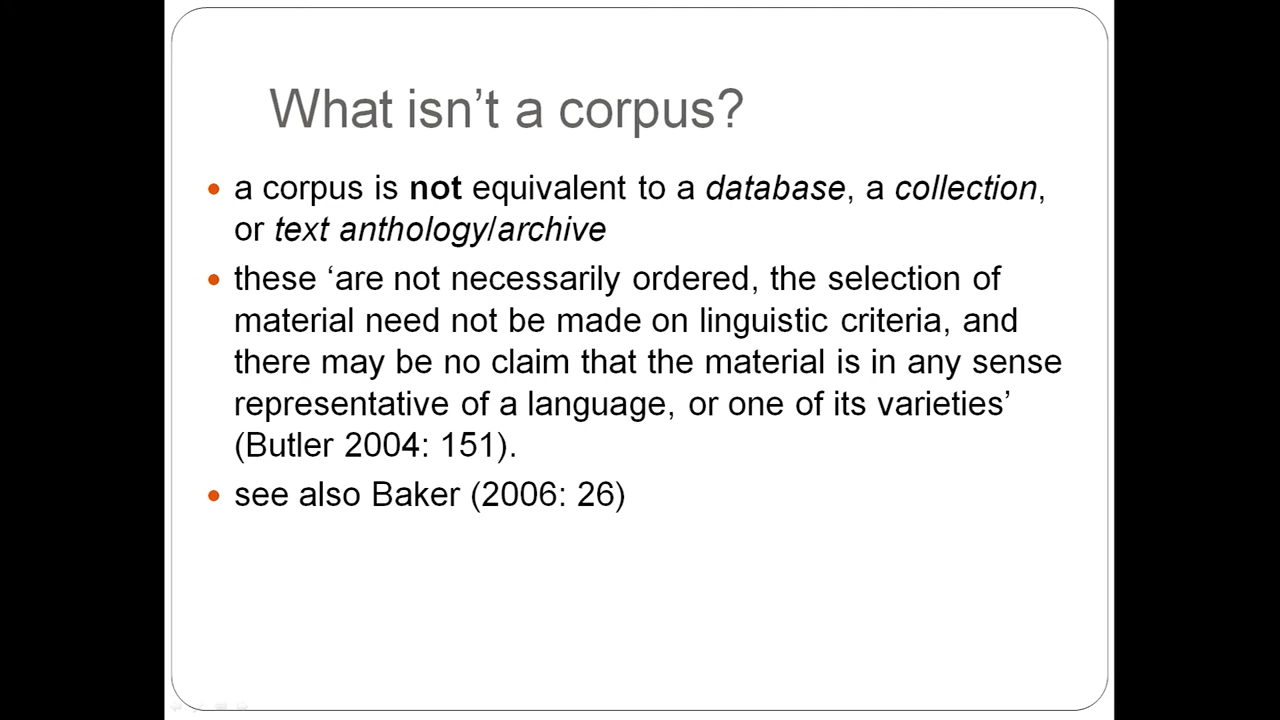 What isn’t a corpus?
a corpus is not equivalent to a database, a collection,
or text anthology/archive
these ‘are not necessarily ordered, the selection of
material need not be made on linguistic criteria, and
there may be no claim that the material is in any sense
representative of a language, or one of its varieties’
(Butler 2004: 151).
see also Baker (2006: 26)